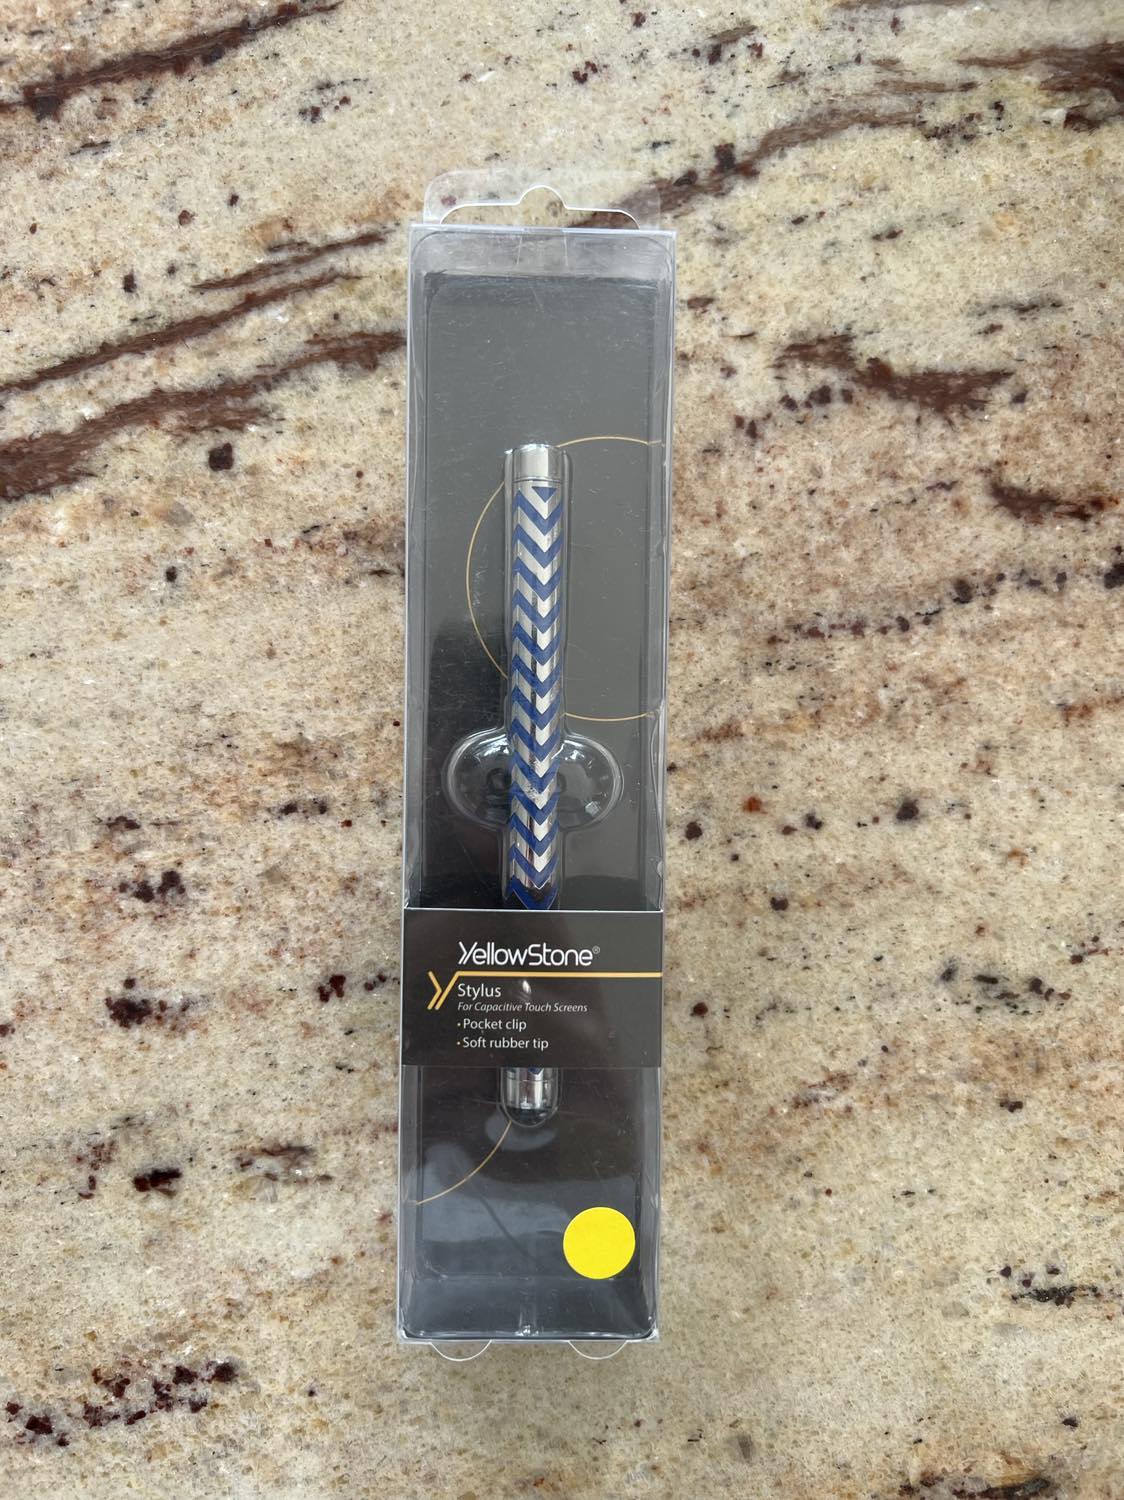 YellowStone®
Stylus
For Capacitive Touch Screens
• Pocket clip
• Soft rubber tip